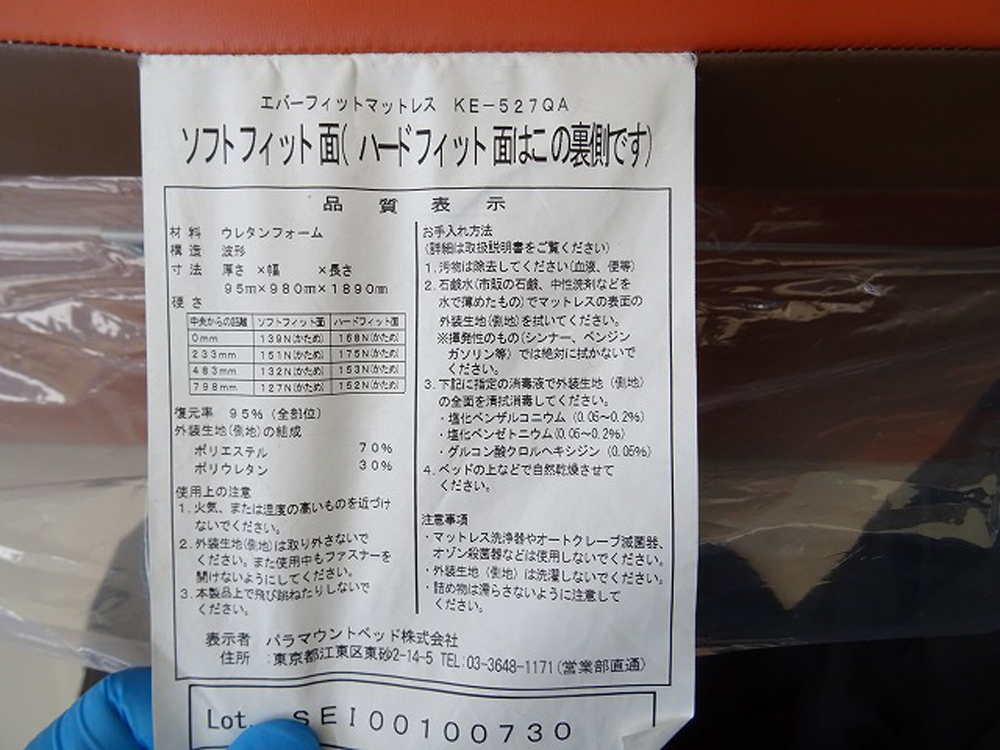 エバーフィットマットレス KE-527QA
ソフトフィット面(ハードフィット面はこの裏側です)
品質表示
材料 ウレタンフォーム
構造 波形
寸法 厚さ×幅 ×長さ
95m×980㎜×1890㎜
硬さ
中央からの距離 ソフトフィット面 ハードフィット面
0mm 139N(かため) 168N(かため)
233mm 151N(かため) 175N(かため)
483mm 132N(かため) 153N(かため)
798mm 127N(かため) 152N(かため)
復元率 95%(全部位)
外装生地(側地)の組成
ポリエステル 70%
ポリウレタン 30%
使用上の注意
1.火気、または温度の高いものを近づけ
ないでください。
2.外装生地(側地)は取り外さないで
ください。また使用中もファスナーを
開けないようにしてください。
3.本製品上で飛び跳ねたりしないで
ください。
お手入れ方法
(詳細は取扱説明書をご覧ください)
1.汚物は除去してください(血液、便等)
2.石鹸水(市販の石鹸、中性洗剤などを
水で薄めたもの)でマットレスの表面の
外装生地(側地)を拭いてください。
※揮発性のもの(シンナー、ベンジン
ガソリン等)では絶対に拭かないで
ください。
3.下記に指定の消毒液で外装生地(側地)
の全面を清拭消毒してください。
・塩化ベンザルコニウム(0.05~0.2%)
・塩化ベンゼトニウム(0.05~0.2%)
・グルコン酸クロルヘキシジン(0.05%)
4.ベッドの上などで自然乾燥させて
ください。
注意事項
・マットレス洗浄器やオートクレーブ滅菌器、
オゾン殺菌器などは使用しないでください。
・外装生地(側地)は洗濯しないでください。
・詰め物は濡らさないように注意して
ください。
表示者 パラマウントベッド株式会社
住所 :東京都江東区東砂2-14-5 TEL:03-3648-1171(営業部直通)
Lot. SEI00100730